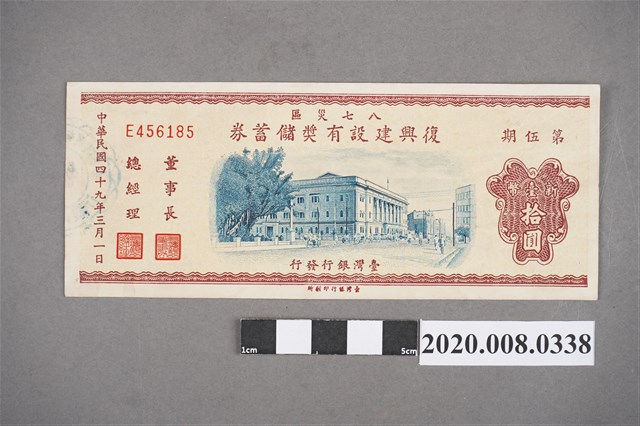 八七災區
復興建設有獎儲蓄券
第伍期
新臺幣
拾圓
臺灣銀行發行
E456185
董事長
總經理
中華民國四十九年三月一日
臺灣銀行印刷所
1cm
5cm
2020.008.0338